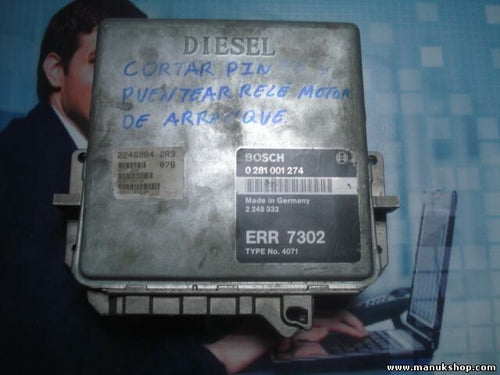 DIESEL
CORTAR PIN
PUENTEAR RELE MOTOR
DE ARRANQUE
2246984 2R3
07B
BOSCH
0 281 001 274
Made in Germany
2 245 332
ERR 7302
TYPE No. 4071
www.manukshop.com